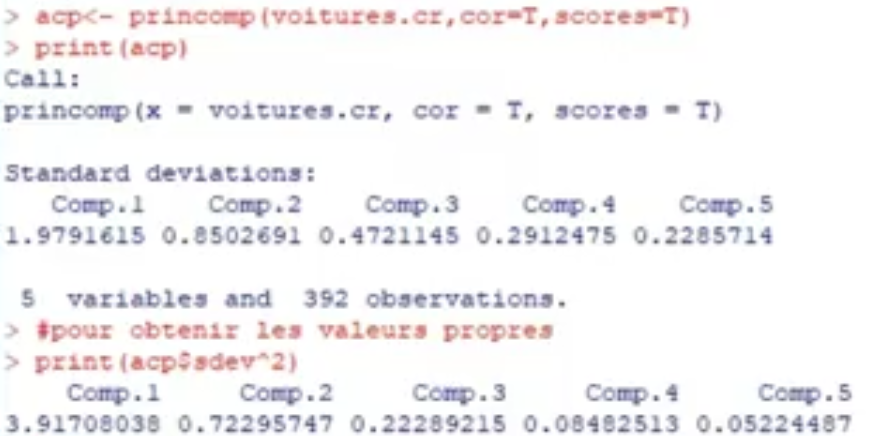 > acp<- princomp(voitures.cr,cor=T,scores=T)
> print(acp)
Call:
princomp(x = voitures.cr, cor = T, scores = T)
Standard deviations:
Comp.1 Comp.2 Comp.3 Comp.4 Comp.5
1.9791615 0.8502691 0.4721145 0.2912475 0.2285714
5 variables and 392 observations.
> #pour obtenir les valeurs propres
> print(acp$sdev^2)
Comp.1 Comp.2 Comp.3 Comp.4 Comp.5
3.91708038 0.72295747 0.22289215 0.08482513 0.05224487